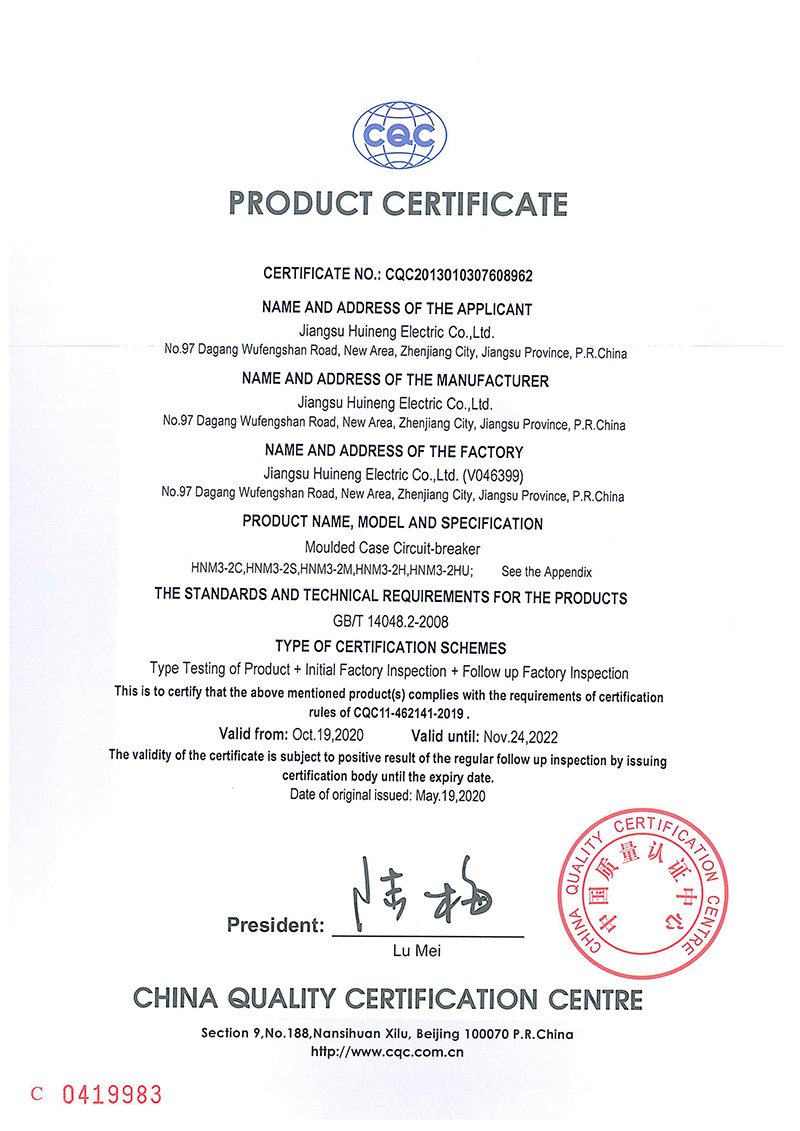 CQC
PRODUCT CERTIFICATE
CERTIFICATE NO.: CQC2013010307608962
NAME AND ADDRESS OF THE APPLICANT
Jiangsu Huineng Electric Co.,Ltd.
No.97 Dagang Wufengshan Road, New Area, Zhenjiang City, Jiangsu Province, P.R.China
NAME AND ADDRESS OF THE MANUFACTURER
Jiangsu Huineng Electric Co.,Ltd.
No.97 Dagang Wufengshan Road, New Area, Zhenjiang City, Jiangsu Province, P.R.China
NAME AND ADDRESS OF THE FACTORY
Jiangsu Huineng Electric Co.,Ltd. (V046399)
No.97 Dagang Wufengshan Road, New Area, Zhenjiang City, Jiangsu Province, P.R.China
PRODUCT NAME, MODEL AND SPECIFICATION
Moulded Case Circuit-breaker
HNM3-2C,HNM3-2S,HNM3-2M,HNM3-2H,HNM3-2HU; See the Appendix
THE STANDARDS AND TECHNICAL REQUIREMENTS FOR THE PRODUCTS
GB/T 14048.2-2008
TYPE OF CERTIFICATION SCHEMES
Type Testing of Product + Initial Factory Inspection + Follow up Factory Inspection
This is to certify that the above mentioned product(s) complies with the requirements of certification
rules of CQC11-462141-2019 .
Valid from: Oct.19,2020 Valid until: Nov.24,2022
The validity of the certificate is subject to positive result of the regular follow up inspection by issuing
certification body until the expiry date.
Date of original issued: May.19,2020
CHINA QUALITY CERTIFICATION CENTRE
中国质量认证中心
陆梅
President:
Lu Mei
CHINA QUALITY CERTIFICATION CENTRE
Section 9,No.188,Nansihuan Xilu, Beijing 100070 P.R.China
http://www.cqc.com.cn
C 0419983